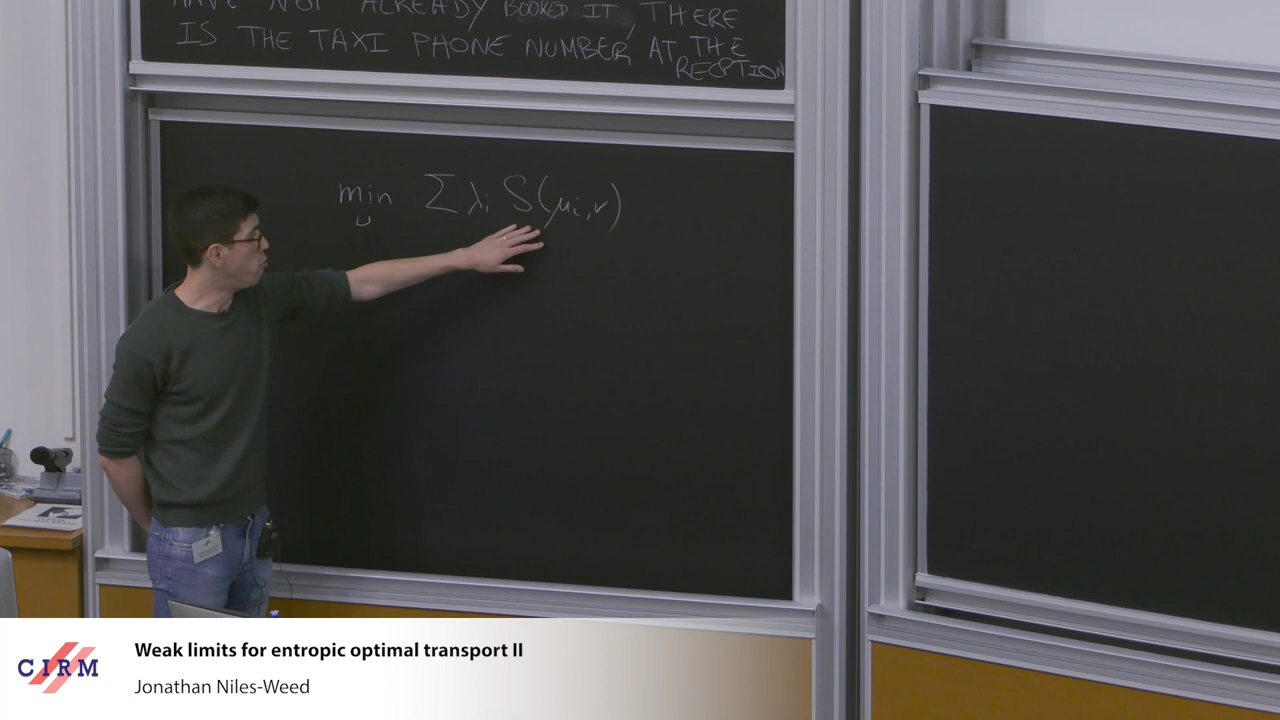 HAVE NOT ALREADY BOOKED IT, THERE
IS THE TAXI PHONE NUMBER AT THE
RECEPTION
min Σ λi S(μi, ν)
ν
CIRM
Weak limits for entropic optimal transport II
Jonathan Niles-Weed